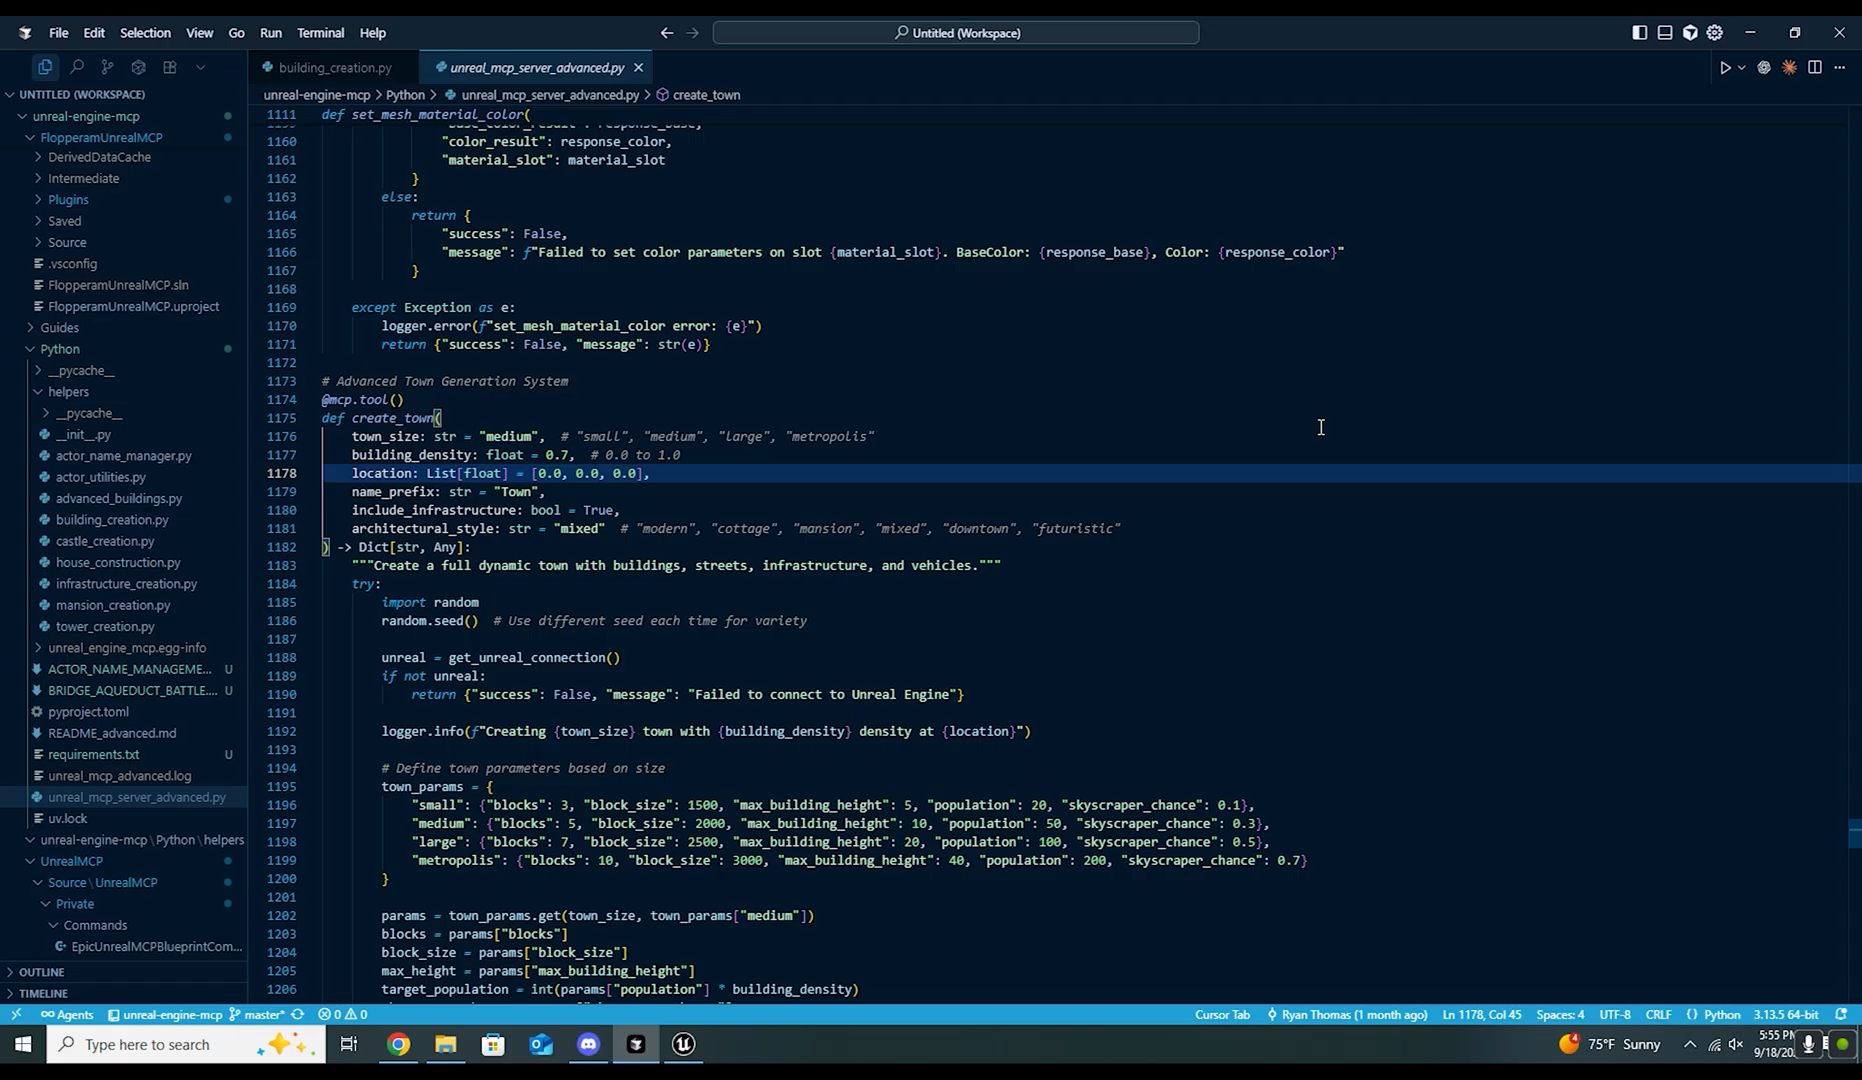 File Edit Selection View Go Run Terminal Help
Untitled (Workspace)
building_creation.py
unreal_mcp_server_advanced.py
unreal-engine-mcp > Python > unreal_mcp_server_advanced.py > create_town
UNTITLED (WORKSPACE)
unreal-engine-mcp
FlopperamUnrealMCP
DerivedDataCache
Intermediate
Plugins
Saved
Source
.vsconfig
FlopperamUnrealMCP.sln
FlopperamUnrealMCP.uproject
Guides
Python
__pycache__
helpers
__pycache__
__init__.py
actor_name_manager.py
actor_utilities.py
advanced_buildings.py
building_creation.py
castle_creation.py
house_construction.py
infrastructure_creation.py
mansion_creation.py
tower_creation.py
unreal_engine_mcp.egg-info
ACTOR_NAME_MANAGEME... U
BRIDGE_AQUEDUCT_BATTLE.... U
pyproject.toml
README_advanced.md
requirements.txt U
unreal_mcp_advanced.log
unreal_mcp_server_advanced.py
uv.lock
unreal-engine-mcp\Python\helpers
UnrealMCP
Source\UnrealMCP
Private
Commands
EpicUnrealMCPBlueprintCom...
OUTLINE
TIMELINE
1111 def set_mesh_material_color(
1160 "color_result": response_color,
1161 "material_slot": material_slot
1162 }
1163 else:
1164 return {
1165 "success": False,
1166 "message": f"Failed to set color parameters on slot {material_slot}. BaseColor: {response_base}, Color: {response_color}"
1167 }
1168
1169 except Exception as e:
1170 logger.error(f"set_mesh_material_color error: {e}")
1171 return {"success": False, "message": str(e)}
1172
1173 # Advanced Town Generation System
1174 @mcp.tool()
1175 def create_town(
1176 town_size: str = "medium", # "small", "medium", "large", "metropolis"
1177 building_density: float = 0.7, # 0.0 to 1.0
1178 location: List[float] = [0.0, 0.0, 0.0],
1179 name_prefix: str = "Town",
1180 include_infrastructure: bool = True,
1181 architectural_style: str = "mixed" # "modern", "cottage", "mansion", "mixed", "downtown", "futuristic"
1182 ) -> Dict[str, Any]:
1183 """Create a full dynamic town with buildings, streets, infrastructure, and vehicles."""
1184 try:
1185 import random
1186 random.seed() # Use different seed each time for variety
1187
1188 unreal = get_unreal_connection()
1189 if not unreal:
1190 return {"success": False, "message": "Failed to connect to Unreal Engine"}
1191
1192 logger.info(f"Creating {town_size} town with {building_density} density at {location}")
1193
1194 # Define town parameters based on size
1195 town_params = {
1196 "small": {"blocks": 3, "block_size": 1500, "max_building_height": 5, "population": 20, "skyscraper_chance": 0.1},
1197 "medium": {"blocks": 5, "block_size": 2000, "max_building_height": 10, "population": 50, "skyscraper_chance": 0.3},
1198 "large": {"blocks": 7, "block_size": 2500, "max_building_height": 20, "population": 100, "skyscraper_chance": 0.5},
1199 "metropolis": {"blocks": 10, "block_size": 3000, "max_building_height": 40, "population": 200, "skyscraper_chance": 0.7}
1200 }
1201
1202 params = town_params.get(town_size, town_params["medium"])
1203 blocks = params["blocks"]
1204 block_size = params["block_size"]
1205 max_height = params["max_building_height"]
1206 target_population = int(params["population"] * building_density)
Agents unreal-engine-mcp master* 0 0
Cursor Tab Ryan Thomas (1 month ago) Ln 1178, Col 45 Spaces: 4 UTF-8 CRLF {} Python 3.13.5 64-bit
Type here to search
4 75°F Sunny
5:55 PM
9/18/20